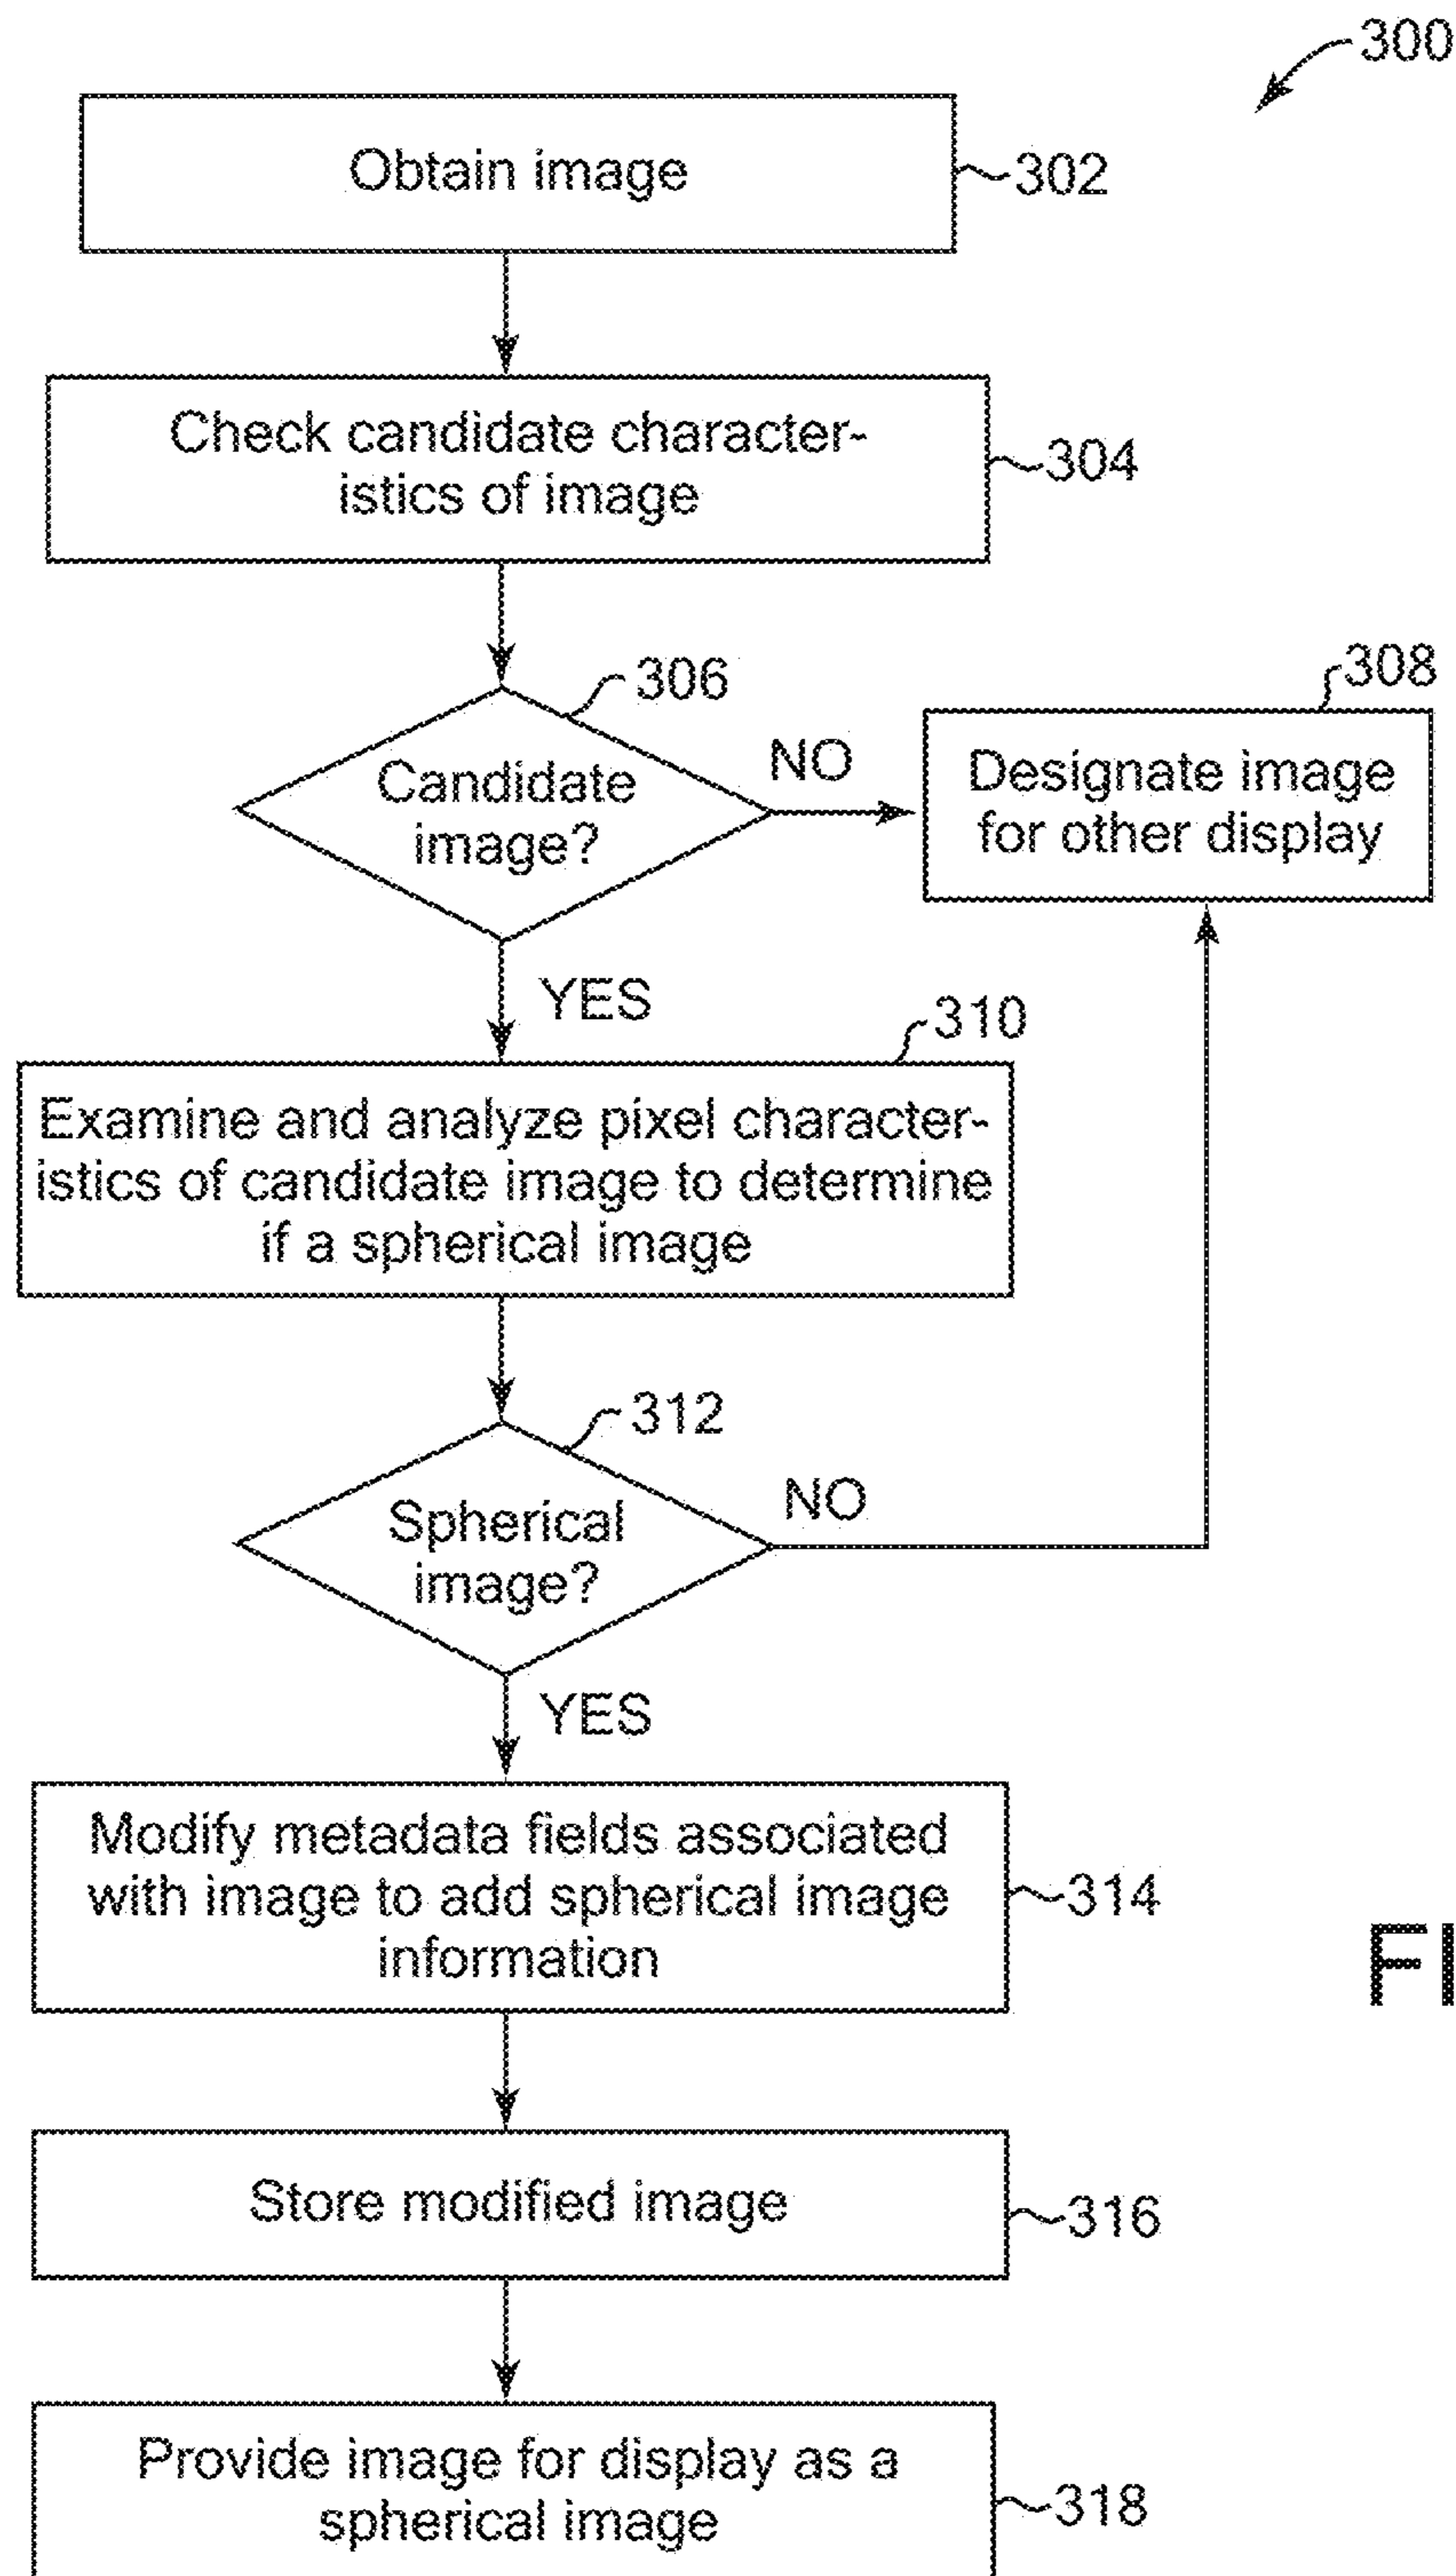 300
Obtain image
302
Check candidate character-
istics of image
304
306
Candidate
image?
NO
308
Designate image
for other display
YES
310
Examine and analyze pixel character-
istics of candidate image to determine
if a spherical image
312
Spherical
image?
NO
YES
Modify metadata fields associated
with image to add spherical image
information
314
FI
Store modified image
316
Provide image for display as a
spherical image
318